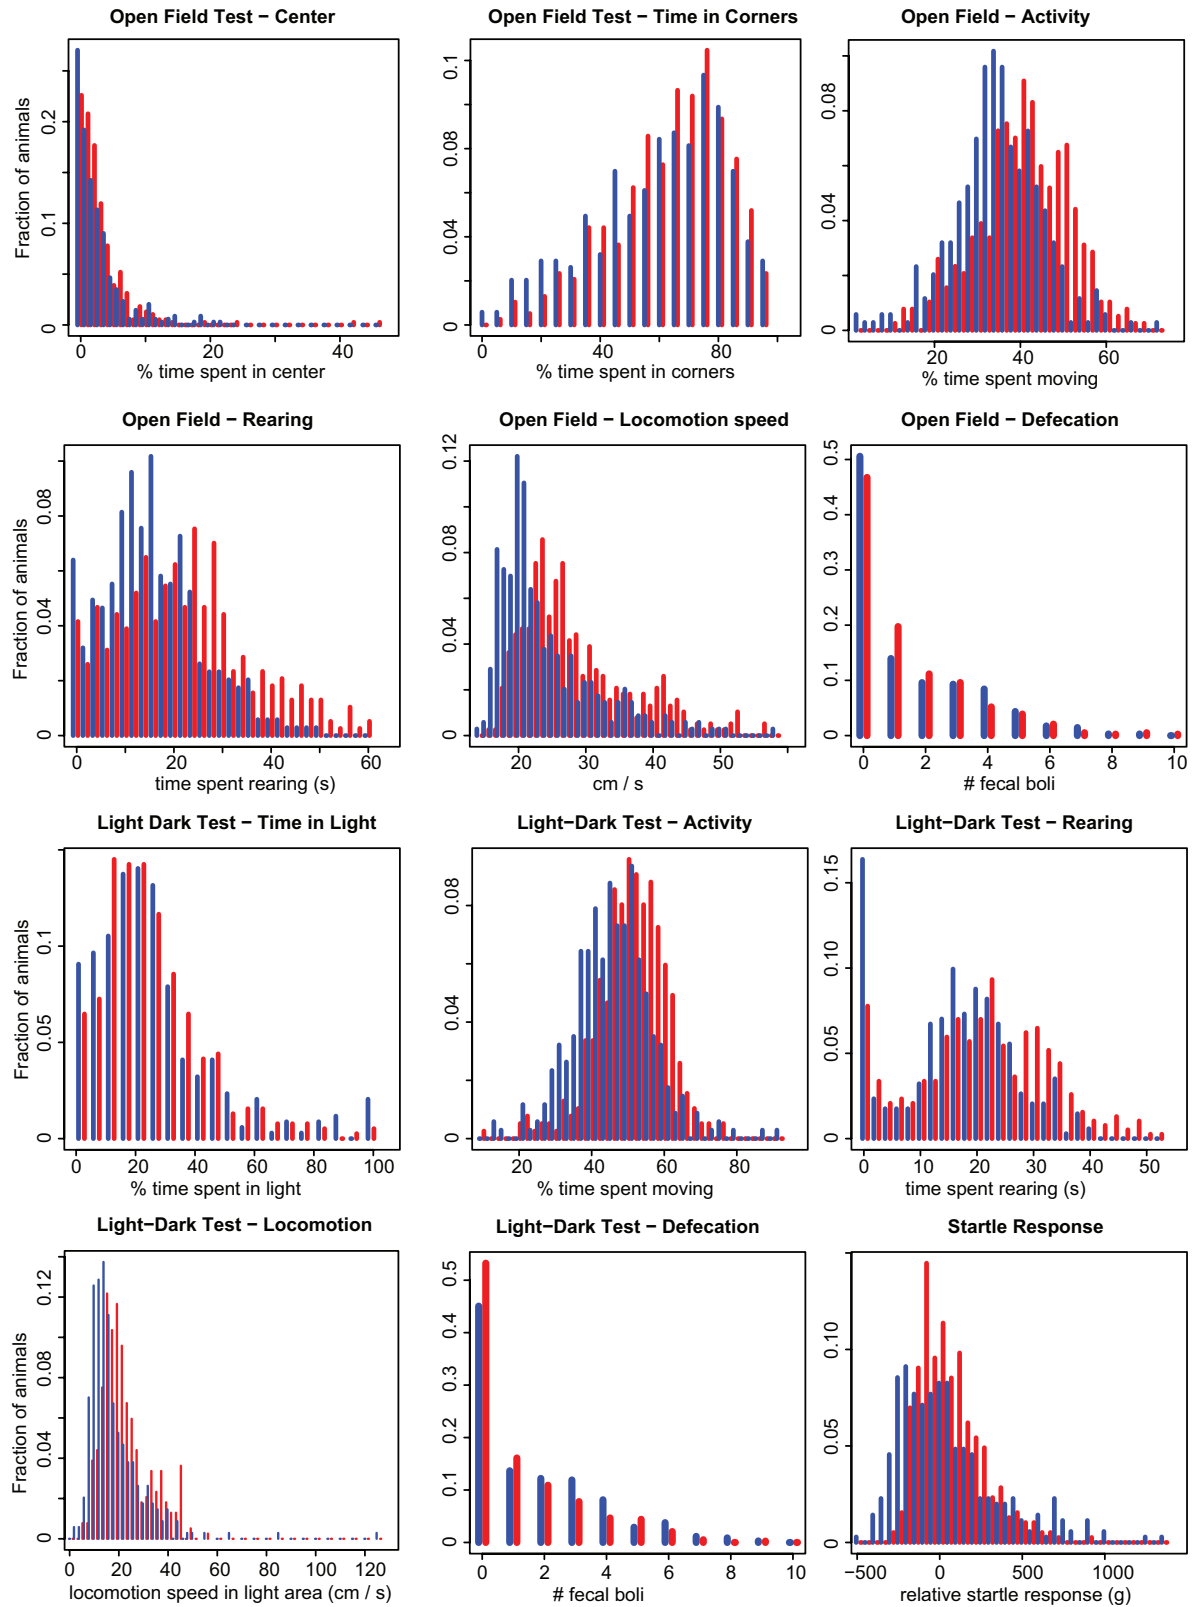 Open Field Test − Center
Open Field Test − Time in Corners
Open Field − Activity
Fraction of animals
0 0.1 0.2
0 20 40
% time spent in center
0 0.04 0.08 0.1
0 40 80
% time spent in corners
0 0.04 0.08
20 40 60
% time spent moving
Open Field − Rearing
Open Field − Locomotion speed
Open Field − Defecation
Fraction of animals
0 0.04 0.08
0 10 20 30 40 50 60
time spent rearing (s)
0 0.04 0.08 0.12
20 30 40 50
cm / s
0 0.1 0.2 0.3 0.4 0.5
0 2 4 6 8 10
# fecal boli
Light Dark Test − Time in Light
Light−Dark Test − Activity
Light−Dark Test − Rearing
Fraction of animals
0 0.05 0.1
0 20 40 60 80 100
% time spent in light
0 0.04 0.08
20 40 60 80
% time spent moving
0 0.05 0.10 0.15
0 10 20 30 40 50
time spent rearing (s)
Light−Dark Test − Locomotion
Light−Dark Test − Defecation
Startle Response
Fraction of animals
0 0.04 0.08 0.12
0 20 40 60 80 100 120
locomotion speed in light area (cm / s)
0 0.1 0.2 0.3 0.4 0.5
0 2 4 6 8 10
# fecal boli
0 0.05 0.10
−500 0 500 1000
relative startle response (g)